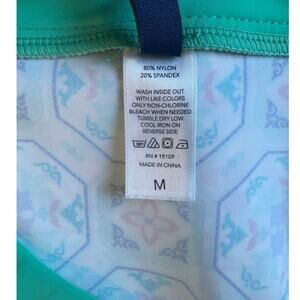 80% NYLON
20% SPANDEX
WASH INSIDE OUT
WITH LIKE COLORS
ONLY NON-CHLORINE
BLEACH WHEN NEEDED
TUMBLE DRY LOW
COOL IRON ON
REVERSE SIDE
RN # 19109
MADE IN CHINA
M